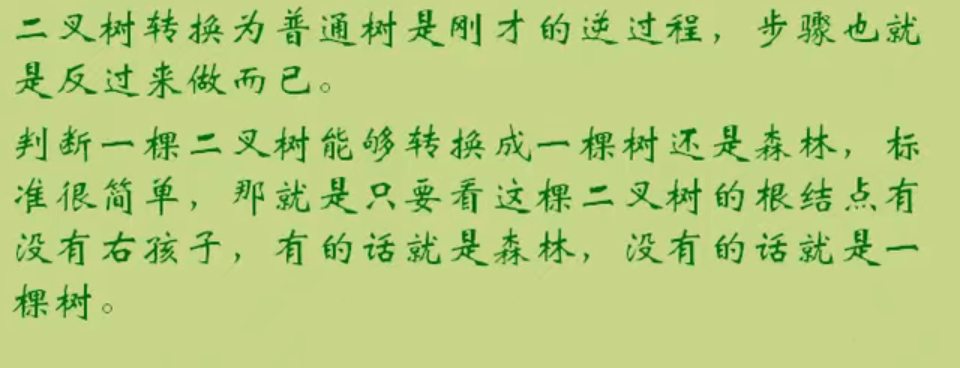 二叉树转换为普通树是刚才的逆过程，步骤也就
是反过来做而已。
判断一棵二叉树能够转换成一棵树还是森林，标
准很简单，那就是只要看这棵二叉树的根结点有
没有右孩子，有的话就是森林，没有的话就是一
棵树。